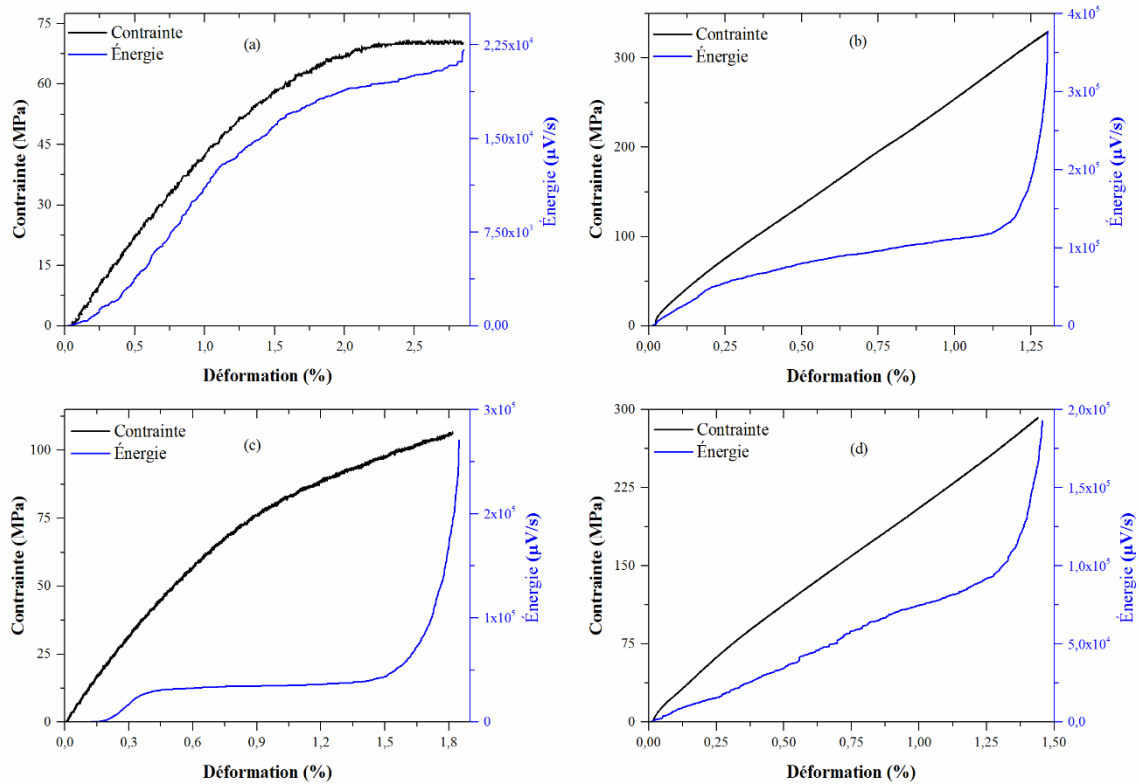 75
60
45
30
15
0
Contrainte (MPa)
Contrainte
Énergie
(a)
2,25x10⁴
1,50x10⁴
7,50x10³
0,00
Énergie (µV/s)
0,0 0,5 1,0 1,5 2,0 2,5
Déformation (%)
300
200
100
0
Contrainte (MPa)
Contrainte
Énergie
(b)
4x10⁵
3x10⁵
2x10⁵
1x10⁵
0
Énergie (µV/s)
0,00 0,25 0,50 0,75 1,00 1,25
Déformation (%)
100
75
50
25
0
Contrainte (MPa)
Contrainte
Énergie
(c)
3x10⁵
2x10⁵
1x10⁵
0
Énergie (µV/s)
0,0 0,3 0,6 0,9 1,2 1,5 1,8
Déformation (%)
300
225
150
75
0
Contrainte (MPa)
Contrainte
Énergie
(d)
2,0x10⁵
1,5x10⁵
1,0x10⁵
5,0x10⁴
0,0
Énergie (µV/s)
0,00 0,25 0,50 0,75 1,00 1,25 1,50
Déformation (%)